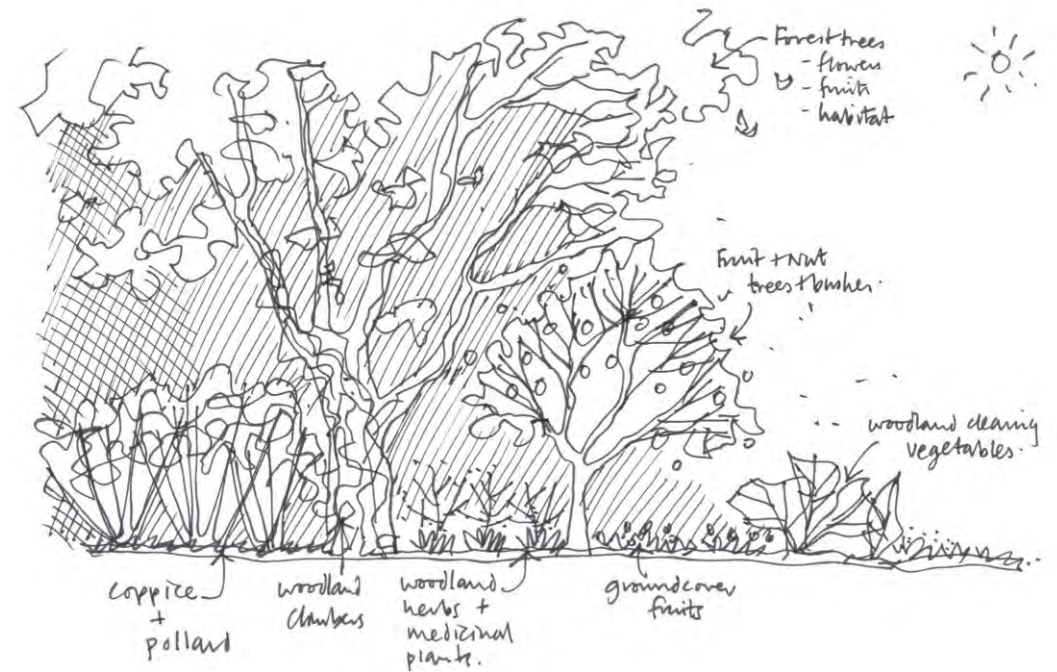 Forest trees
- flowers
- fruits
- habitat
Fruit + Nut
trees + bushes.
woodland clearing
vegetables.
coppice
+
pollard
woodland
climbers
woodland
herbs +
medicinal
plants.
groundcover
fruits